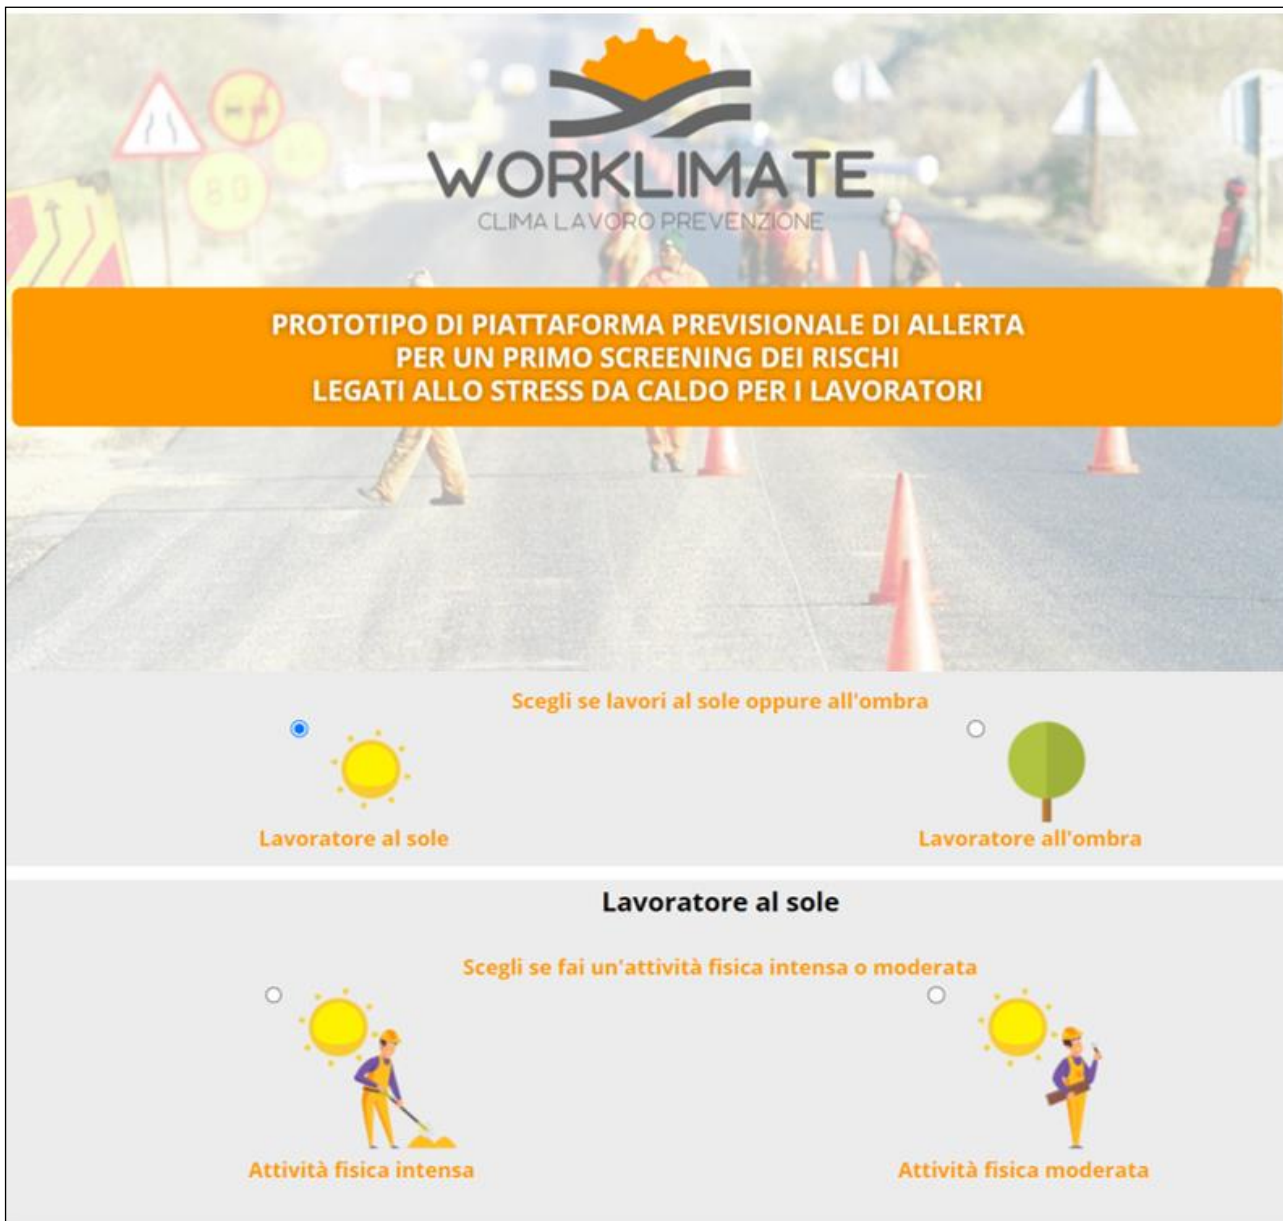 WORKLIMATE
CLIMA LAVORO PREVENZIONE
80
PROTOTIPO DI PIATTAFORMA PREVISIONALE DI ALLERTA
PER UN PRIMO SCREENING DEI RISCHI
LEGATI ALLO STRESS DA CALDO PER I LAVORATORI
Scegli se lavori al sole oppure all'ombra
Lavoratore al sole
Lavoratore all'ombra
Lavoratore al sole
Scegli se fai un'attività fisica intensa o moderata
Attività fisica intensa
Attività fisica moderata